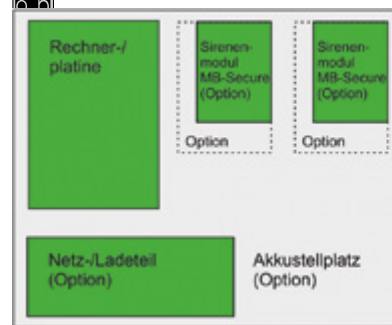 Rechner-/
platine
Sirenen-
modul
MB-Secure
(Option)
Option
Sirenen-
modul
MB-Secure
(Option)
Option
Netz-/Ladeteil
(Option)
Akkustellplatz
(Option)